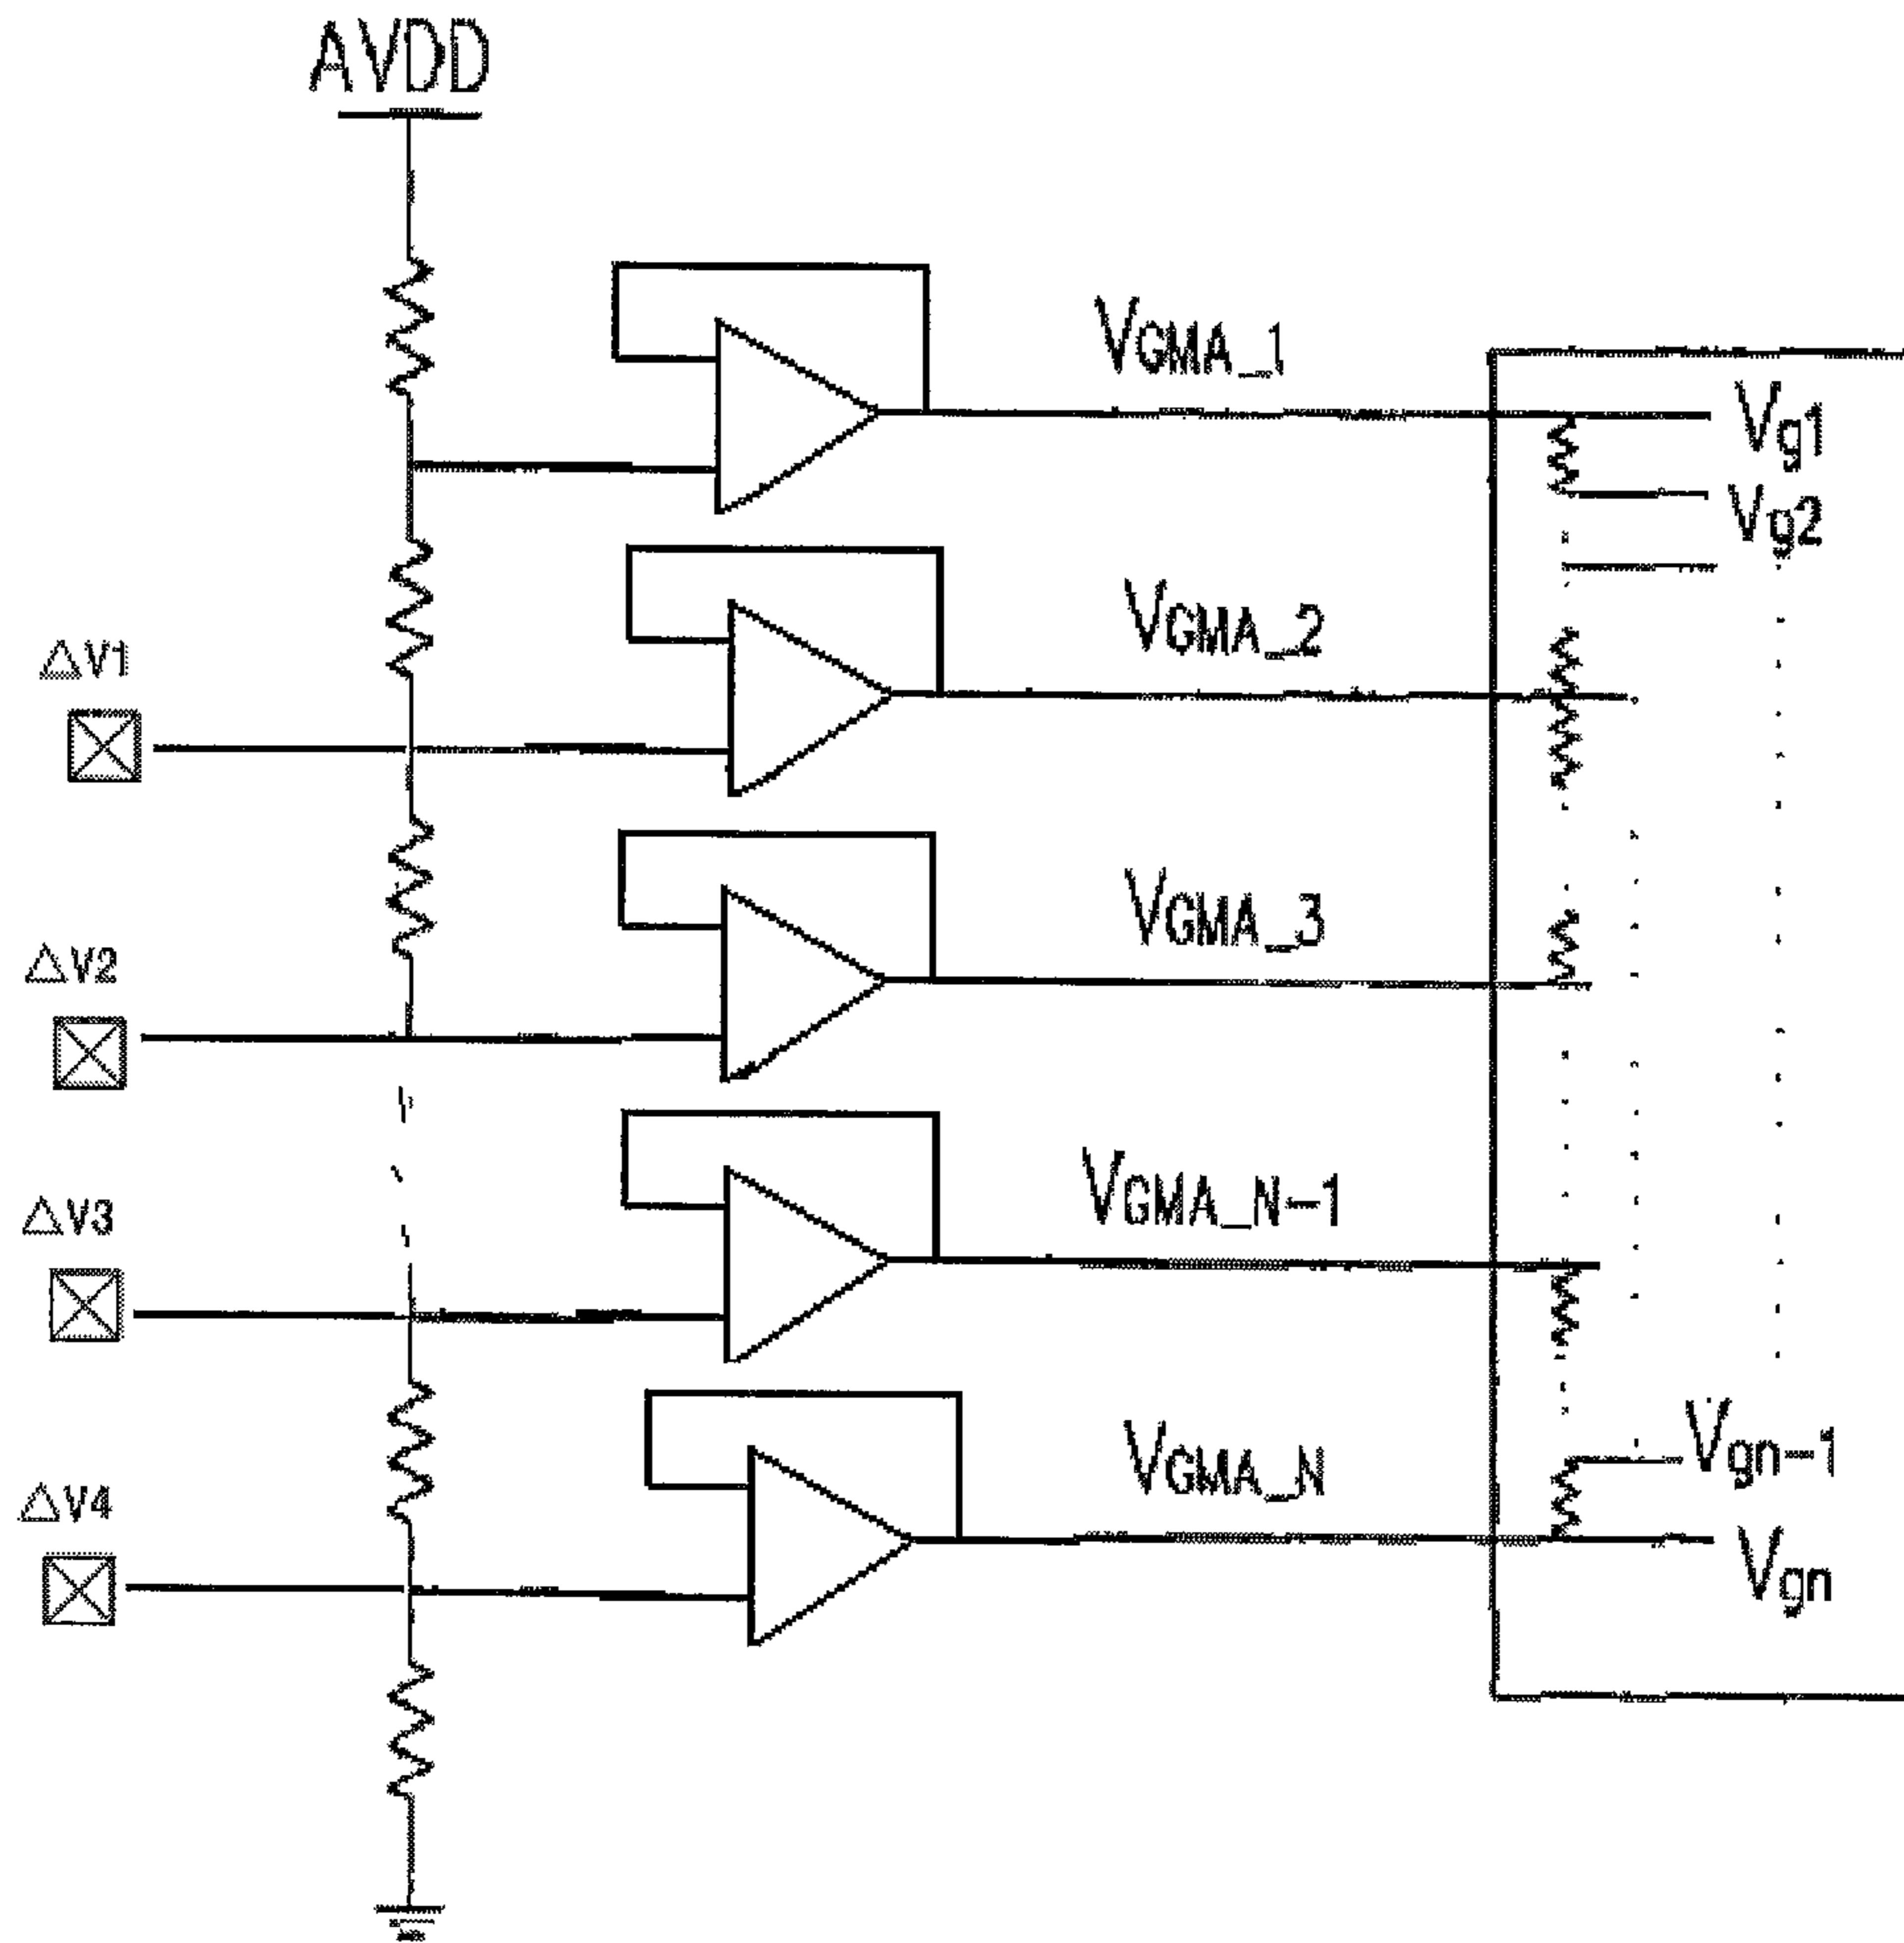 AVDD
VGMA_1
Vg1
Vg2
VGMA_2
△V1
VGMA_3
△V2
VGMA_N-1
△V3
Vgn-1
VGMA_N
△V4
Vgn